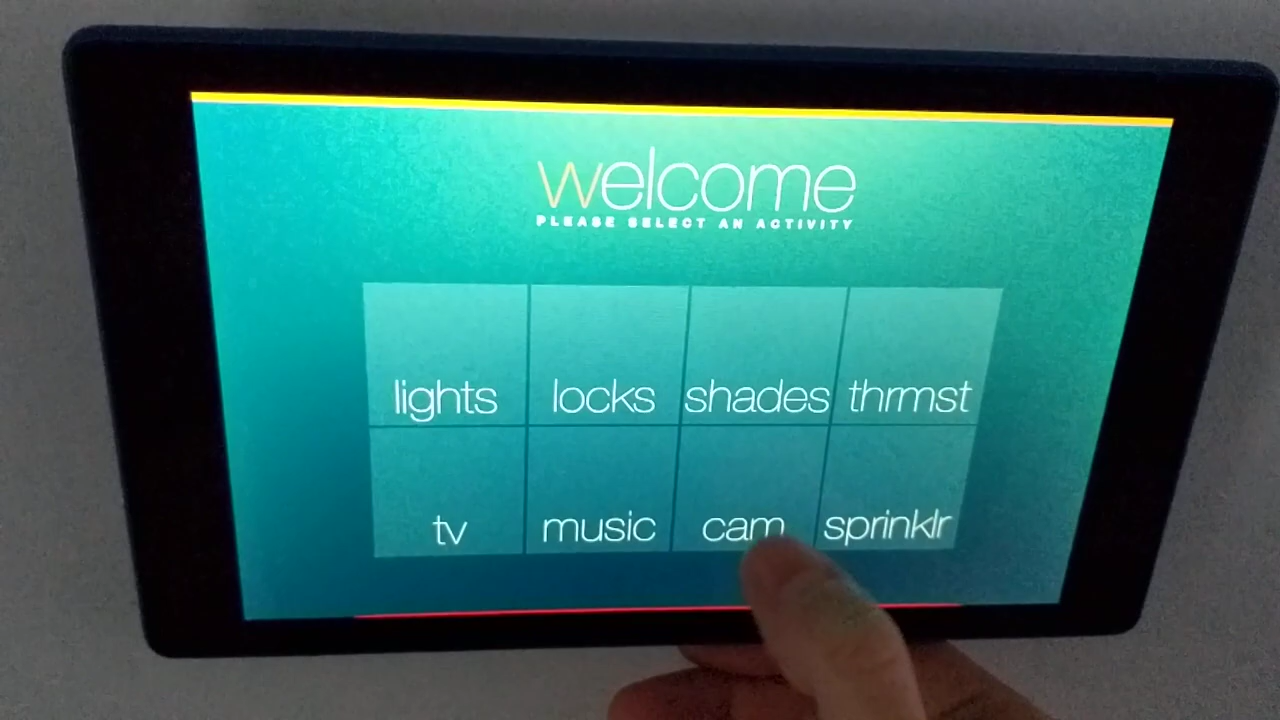 welcome
PLEASE SELECT AN ACTIVITY
lights locks shades thrmst
tv music cam sprinklr